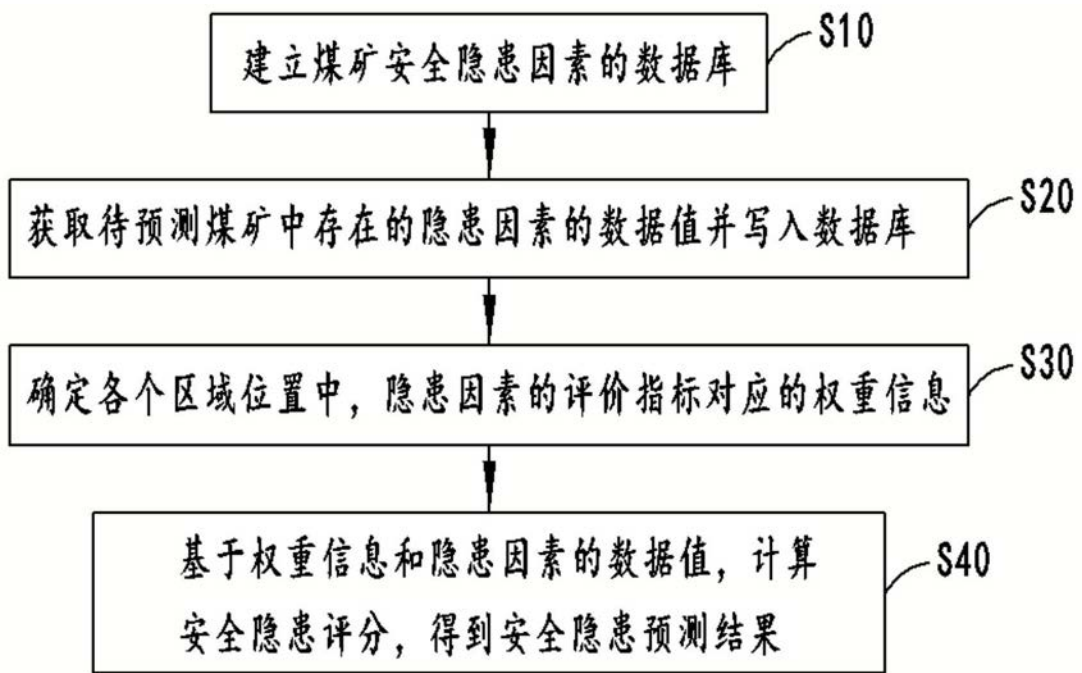 S10
建立煤矿安全隐患因素的数据库
S20
获取待预测煤矿中存在的隐患因素的数据值并写入数据库
S30
确定各个区域位置中，隐患因素的评价指标对应的权重信息
基于权重信息和隐患因素的数据值，计算
S40
安全隐患评分，得到安全隐患预测结果